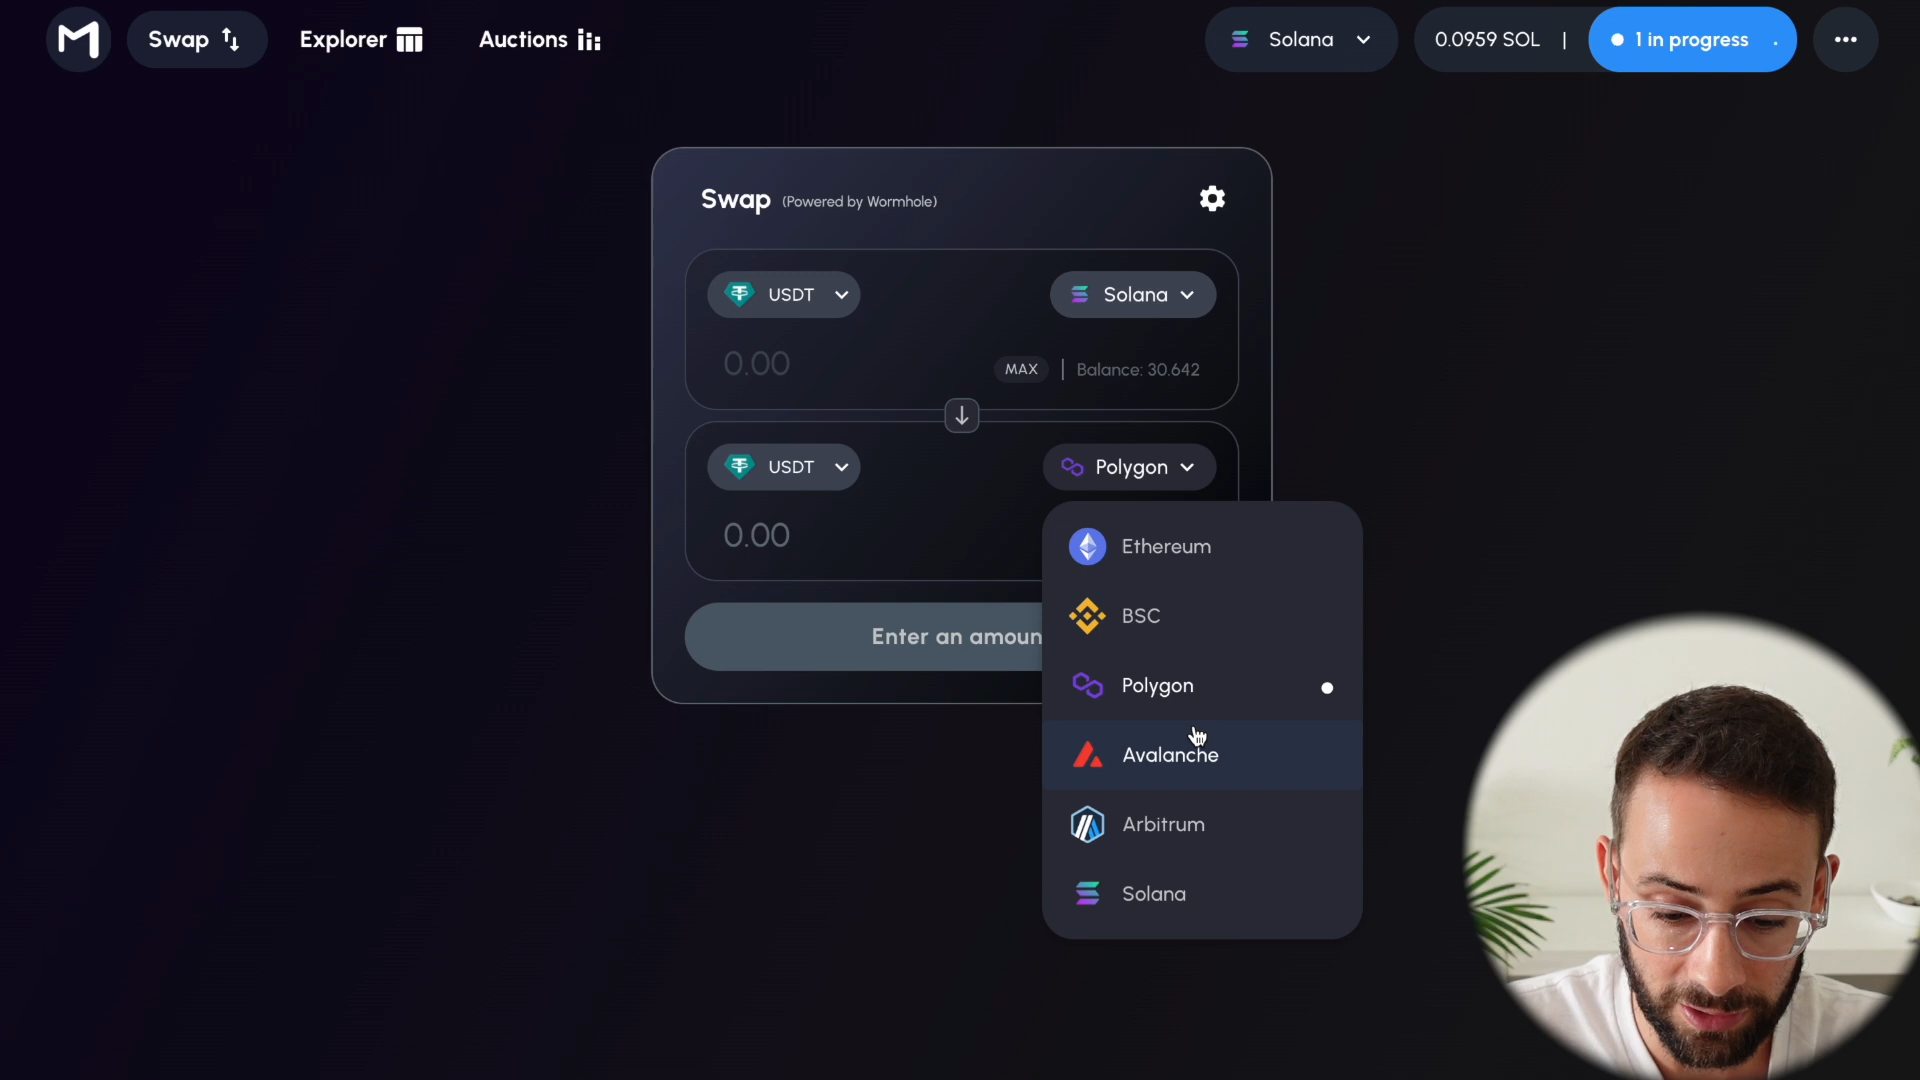 Swap
Explorer
Auctions
Solana
0.0959 SOL |
1 in progress
Swap (Powered by Wormhole)
USDT
Solana
0.00
MAX | Balance: 30.642
USDT
Polygon
0.00
Enter an amoun
Ethereum
BSC
Polygon
Avalanche
Arbitrum
Solana